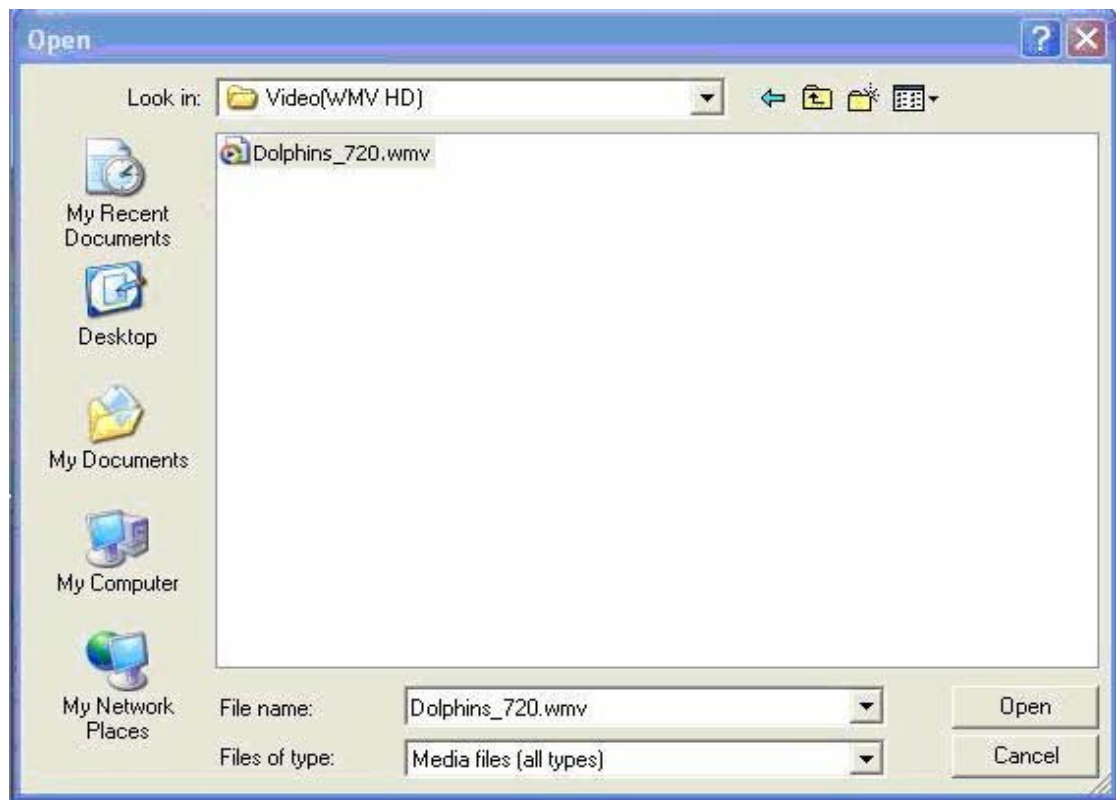 Open
Look in: Video(WMV HD)
Dolphins_720.wmv
My Recent
Documents
Desktop
My Documents
My Computer
My Network
Places
File name: Dolphins_720.wmv Open
Files of type: Media files (all types) Cancel